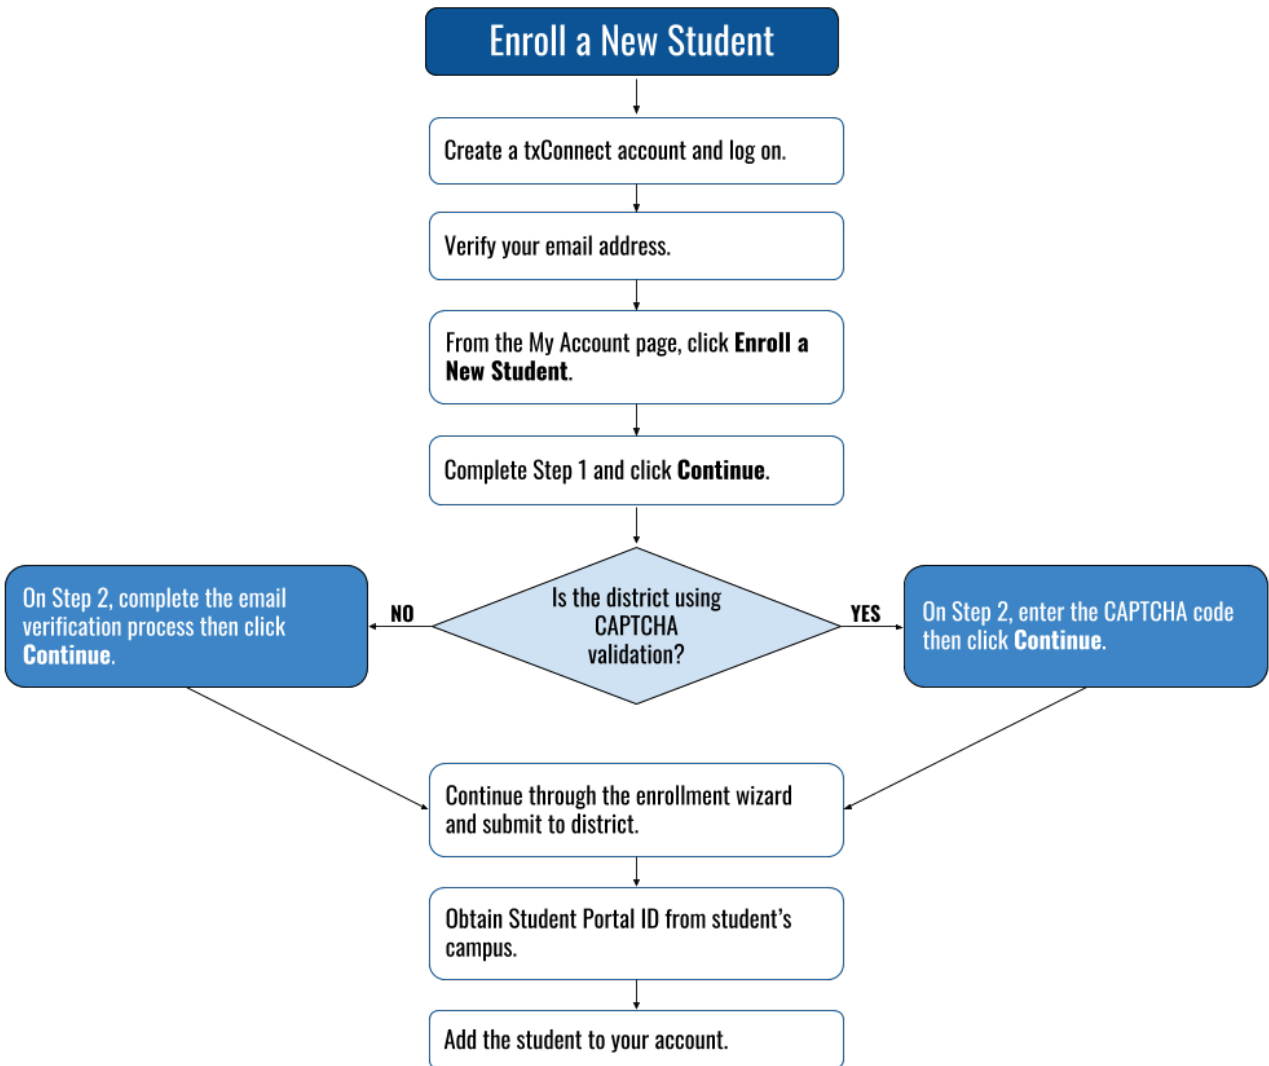 Enroll a New Student
Create a txConnect account and log on.
Verify your email address.
From the My Account page, click Enroll a
New Student.
Complete Step 1 and click Continue.
Is the district using
CAPTCHA
validation?
NO
On Step 2, complete the email
verification process then click
Continue.
YES
On Step 2, enter the CAPTCHA code
then click Continue.
Continue through the enrollment wizard
and submit to district.
Obtain Student Portal ID from student’s
campus.
Add the student to your account.